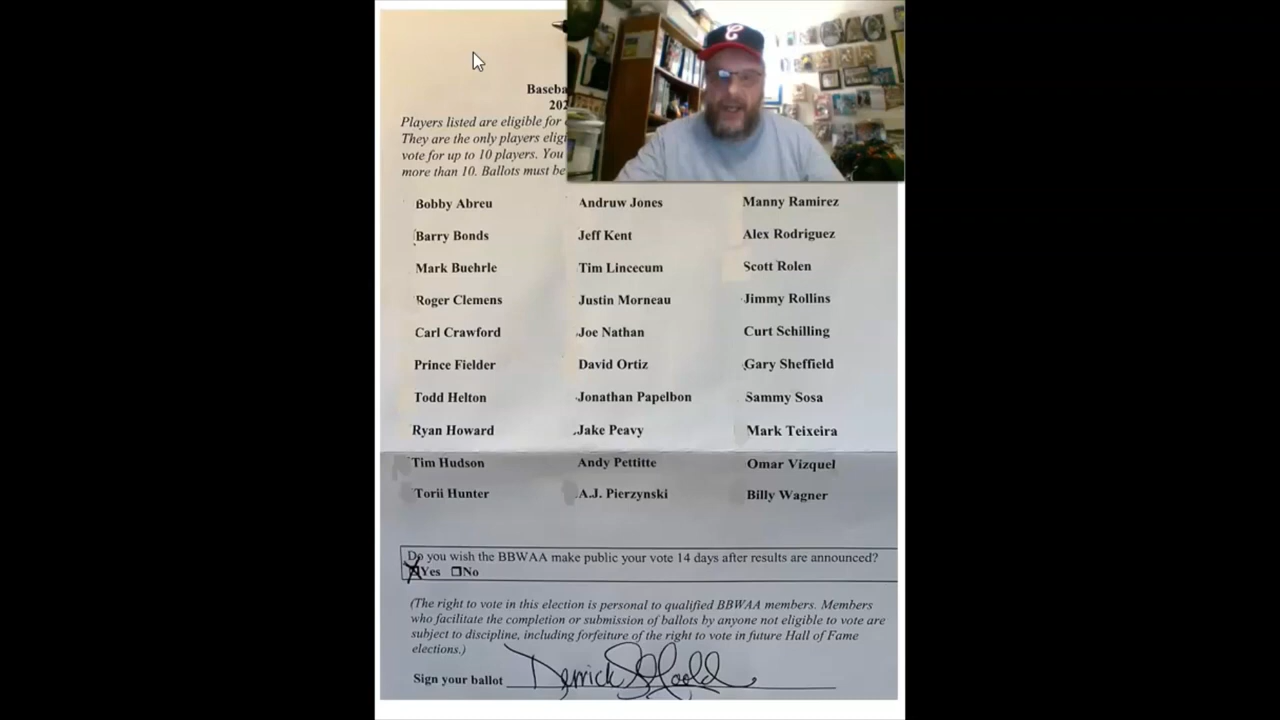 Baseba
202
Players listed are eligible for
They are the only players eligi
vote for up to 10 players. You
more than 10. Ballots must be
Bobby Abreu Andruw Jones Manny Ramirez
Barry Bonds Jeff Kent Alex Rodriguez
Mark Buehrle Tim Lincecum Scott Rolen
Roger Clemens Justin Morneau Jimmy Rollins
Carl Crawford Joe Nathan Curt Schilling
Prince Fielder David Ortiz Gary Sheffield
Todd Helton Jonathan Papelbon Sammy Sosa
Ryan Howard Jake Peavy Mark Teixeira
Tim Hudson Andy Pettitte Omar Vizquel
Torii Hunter A.J. Pierzynski Billy Wagner
Do you wish the BBWAA make public your vote 14 days after results are announced?
Yes No
(The right to vote in this election is personal to qualified BBWAA members. Members
who facilitate the completion or submission of ballots by anyone not eligible to vote are
subject to discipline, including forfeiture of the right to vote in future Hall of Fame
elections.)
Sign your ballot Derrick S Goold
C